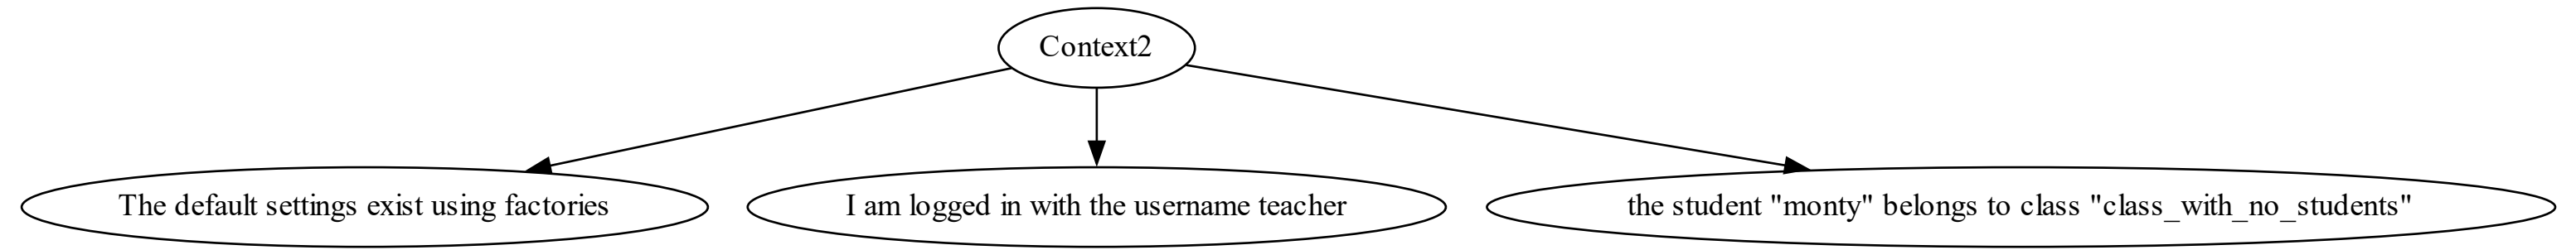 Context2
The default settings exist using factories
I am logged in with the username teacher
the student "monty" belongs to class "class_with_no_students"